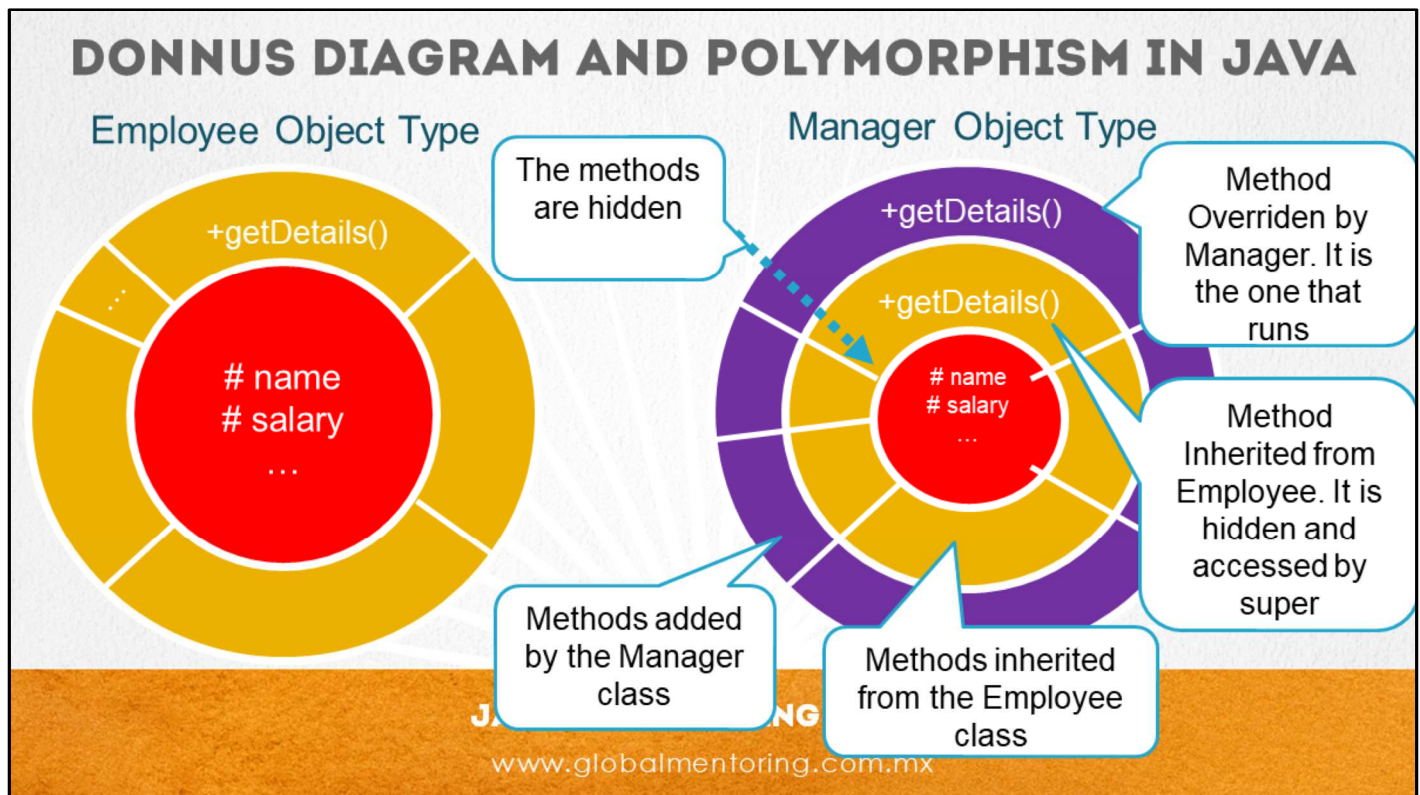 DONNUS DIAGRAM AND POLYMORPHISM IN JAVA
Employee Object Type
+getDetails()
...
# name
# salary
...
The methods
are hidden
Manager Object Type
+getDetails()
+getDetails()
# name
# salary
...
Method
Overriden by
Manager. It is
the one that
runs
Method
Inherited from
Employee. It is
hidden and
accessed by
super
Methods added
by the Manager
class
Methods inherited
from the Employee
class
www.globalmentoring.com.mx